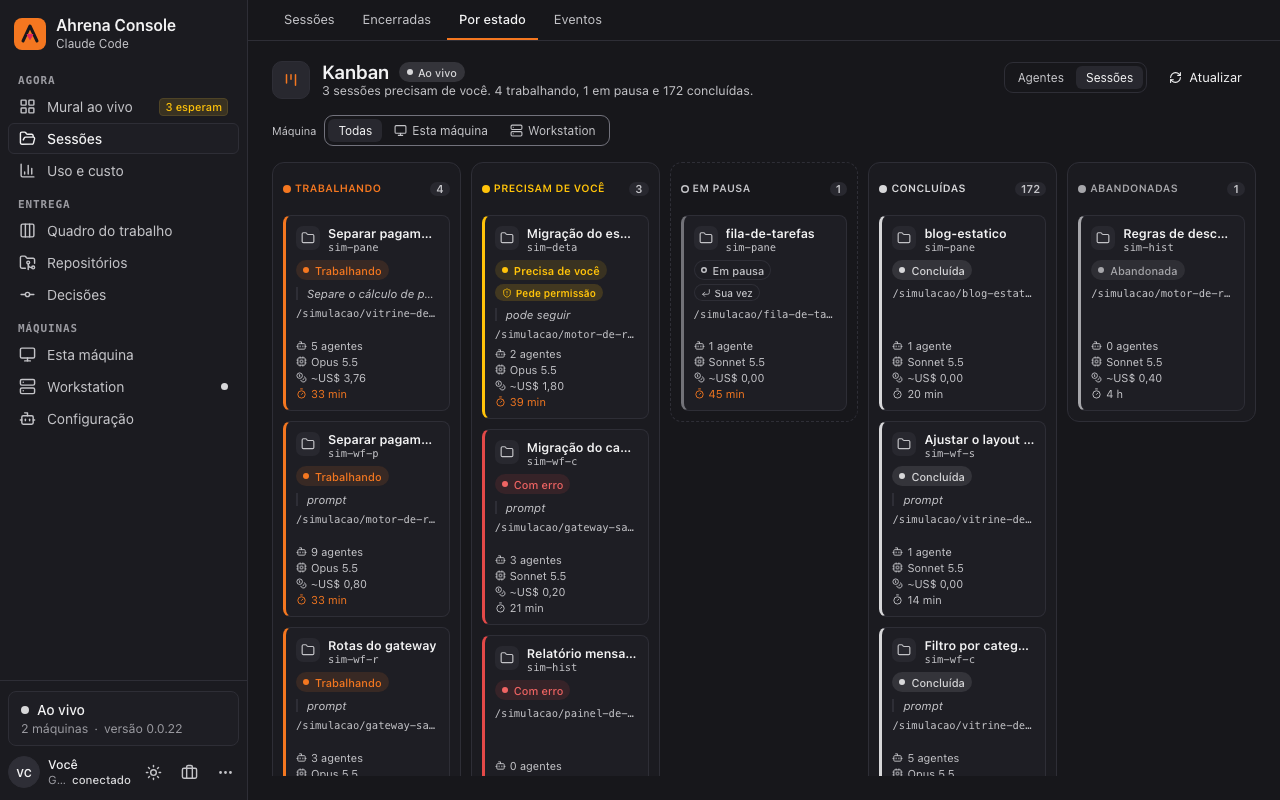 Ahrena Console
Claude Code
AGORA
Mural ao vivo
3 esperam
Sessões
Uso e custo
ENTREGA
Quadro do trabalho
Repositórios
Decisões
MÁQUINAS
Esta máquina
Workstation
Configuração
Ao vivo
2 máquinas · versão 0.0.22
VC
Você
G... conectado
Sessões
Encerradas
Por estado
Eventos
Kanban
Ao vivo
3 sessões precisam de você. 4 trabalhando, 1 em pausa e 172 concluídas.
Agentes
Sessões
Atualizar
Máquina
Todas
Esta máquina
Workstation
TRABALHANDO
4
Separar pagam...
sim-pane
Trabalhando
Separe o cálculo de p...
/simulacao/vitrine-de...
5 agentes
Opus 5.5
~US$ 3,76
33 min
Separar pagam...
sim-wf-p
Trabalhando
prompt
/simulacao/motor-de-r...
9 agentes
Opus 5.5
~US$ 0,80
33 min
Rotas do gateway
sim-wf-r
Trabalhando
prompt
/simulacao/gateway-sa...
3 agentes
Opus 5.5
PRECISAM DE VOCÊ
3
Migração do es...
sim-deta
Precisa de você
Pede permissão
pode seguir
/simulacao/motor-de-r...
2 agentes
Opus 5.5
~US$ 1,80
39 min
Migração do ca...
sim-wf-c
Com erro
prompt
/simulacao/gateway-sa...
3 agentes
Sonnet 5.5
~US$ 0,20
21 min
Relatório mensa...
sim-hist
Com erro
/simulacao/painel-de-...
0 agentes
EM PAUSA
1
fila-de-tarefas
sim-pane
Em pausa
Sua vez
/simulacao/fila-de-ta...
1 agente
Sonnet 5.5
~US$ 0,00
45 min
CONCLUÍDAS
172
blog-estatico
sim-pane
Concluída
/simulacao/blog-estat...
1 agente
Sonnet 5.5
~US$ 0,00
20 min
Ajustar o layout ...
sim-wf-s
Concluída
prompt
/simulacao/vitrine-de...
1 agente
Sonnet 5.5
~US$ 0,00
14 min
Filtro por categ...
sim-wf-c
Concluída
prompt
/simulacao/vitrine-de...
5 agentes
Opus 5.5
ABANDONADAS
1
Regras de desc...
sim-hist
Abandonada
/simulacao/motor-de-r...
0 agentes
Sonnet 5.5
~US$ 0,40
4 h